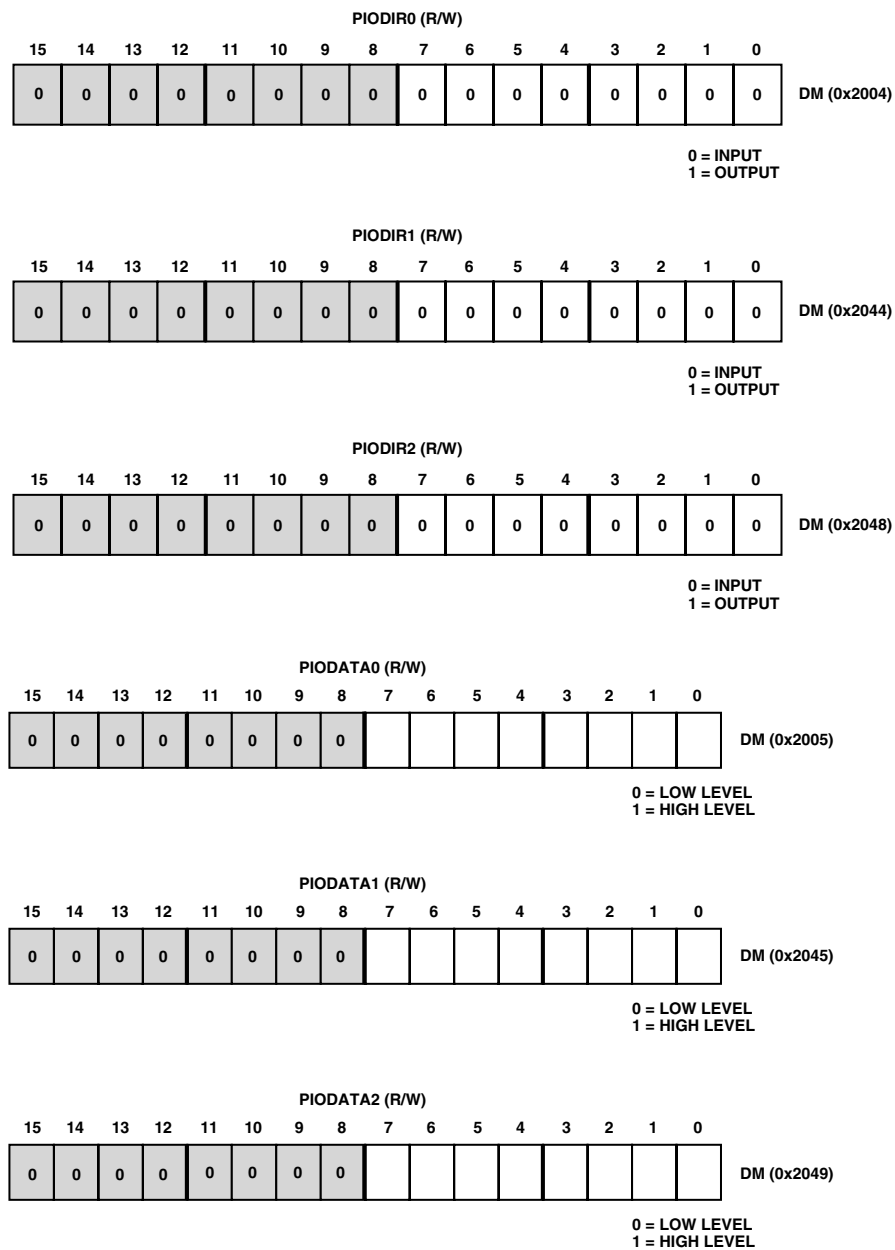 PIODIR0 (R/W)
15 14 13 12 11 10 9 8 7 6 5 4 3 2 1 0
0 0 0 0 0 0 0 0 0 0 0 0 0 0 0 0 DM (0x2004)
0 = INPUT
1 = OUTPUT
PIODIR1 (R/W)
15 14 13 12 11 10 9 8 7 6 5 4 3 2 1 0
0 0 0 0 0 0 0 0 0 0 0 0 0 0 0 0 DM (0x2044)
0 = INPUT
1 = OUTPUT
PIODIR2 (R/W)
15 14 13 12 11 10 9 8 7 6 5 4 3 2 1 0
0 0 0 0 0 0 0 0 0 0 0 0 0 0 0 0 DM (0x2048)
0 = INPUT
1 = OUTPUT
PIODATA0 (R/W)
15 14 13 12 11 10 9 8 7 6 5 4 3 2 1 0
0 0 0 0 0 0 0 0 DM (0x2005)
0 = LOW LEVEL
1 = HIGH LEVEL
PIODATA1 (R/W)
15 14 13 12 11 10 9 8 7 6 5 4 3 2 1 0
0 0 0 0 0 0 0 0 DM (0x2045)
0 = LOW LEVEL
1 = HIGH LEVEL
PIODATA2 (R/W)
15 14 13 12 11 10 9 8 7 6 5 4 3 2 1 0
0 0 0 0 0 0 0 0 DM (0x2049)
0 = LOW LEVEL
1 = HIGH LEVEL